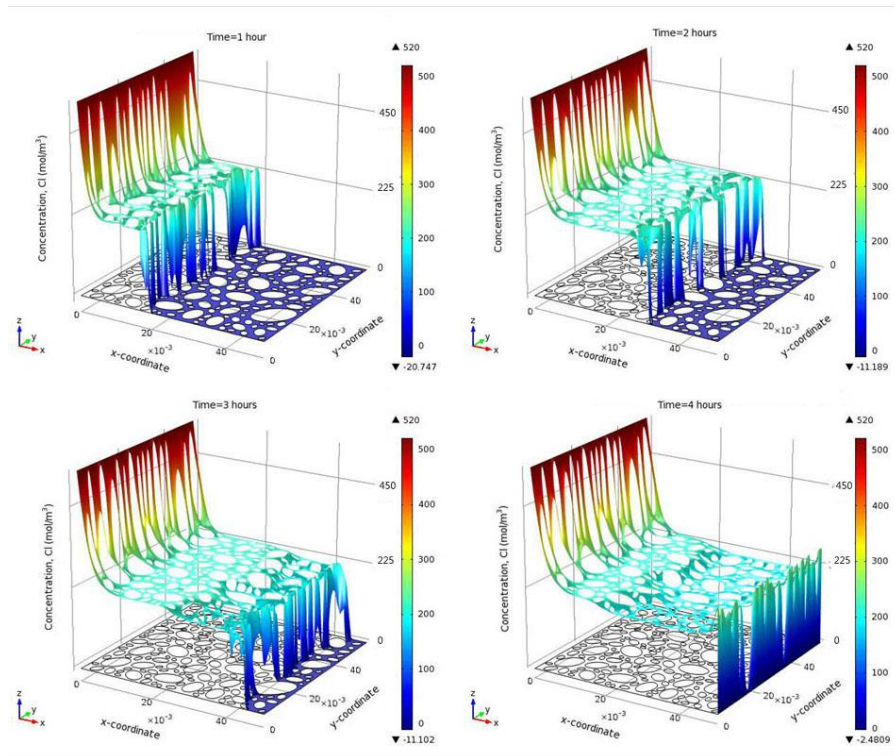 Time=1 hour
▲ 520
500
400
300
200
100
0
▼ -20.747
450
225
0
Concentration, Cl (mol/m³)
0
20
×10⁻³
40
x-coordinate
0
20
×10⁻³
40
y-coordinate
z
y
x
Time=2 hours
▲ 520
500
400
300
200
100
0
▼ -11.189
450
225
0
Concentration, Cl (mol/m³)
0
20
×10⁻³
40
x-coordinate
0
20
×10⁻³
40
y-coordinate
z
y
x
Time=3 hours
▲ 520
500
400
300
200
100
0
▼ -11.102
450
225
0
Concentration, Cl (mol/m³)
0
20
×10⁻³
40
x-coordinate
0
20
×10⁻³
40
y-coordinate
z
y
x
Time=4 hours
▲ 520
500
400
300
200
100
0
▼ -2.4809
450
225
0
Concentration, Cl (mol/m³)
0
20
×10⁻³
40
x-coordinate
0
20
×10⁻³
40
y-coordinate
z
y
x